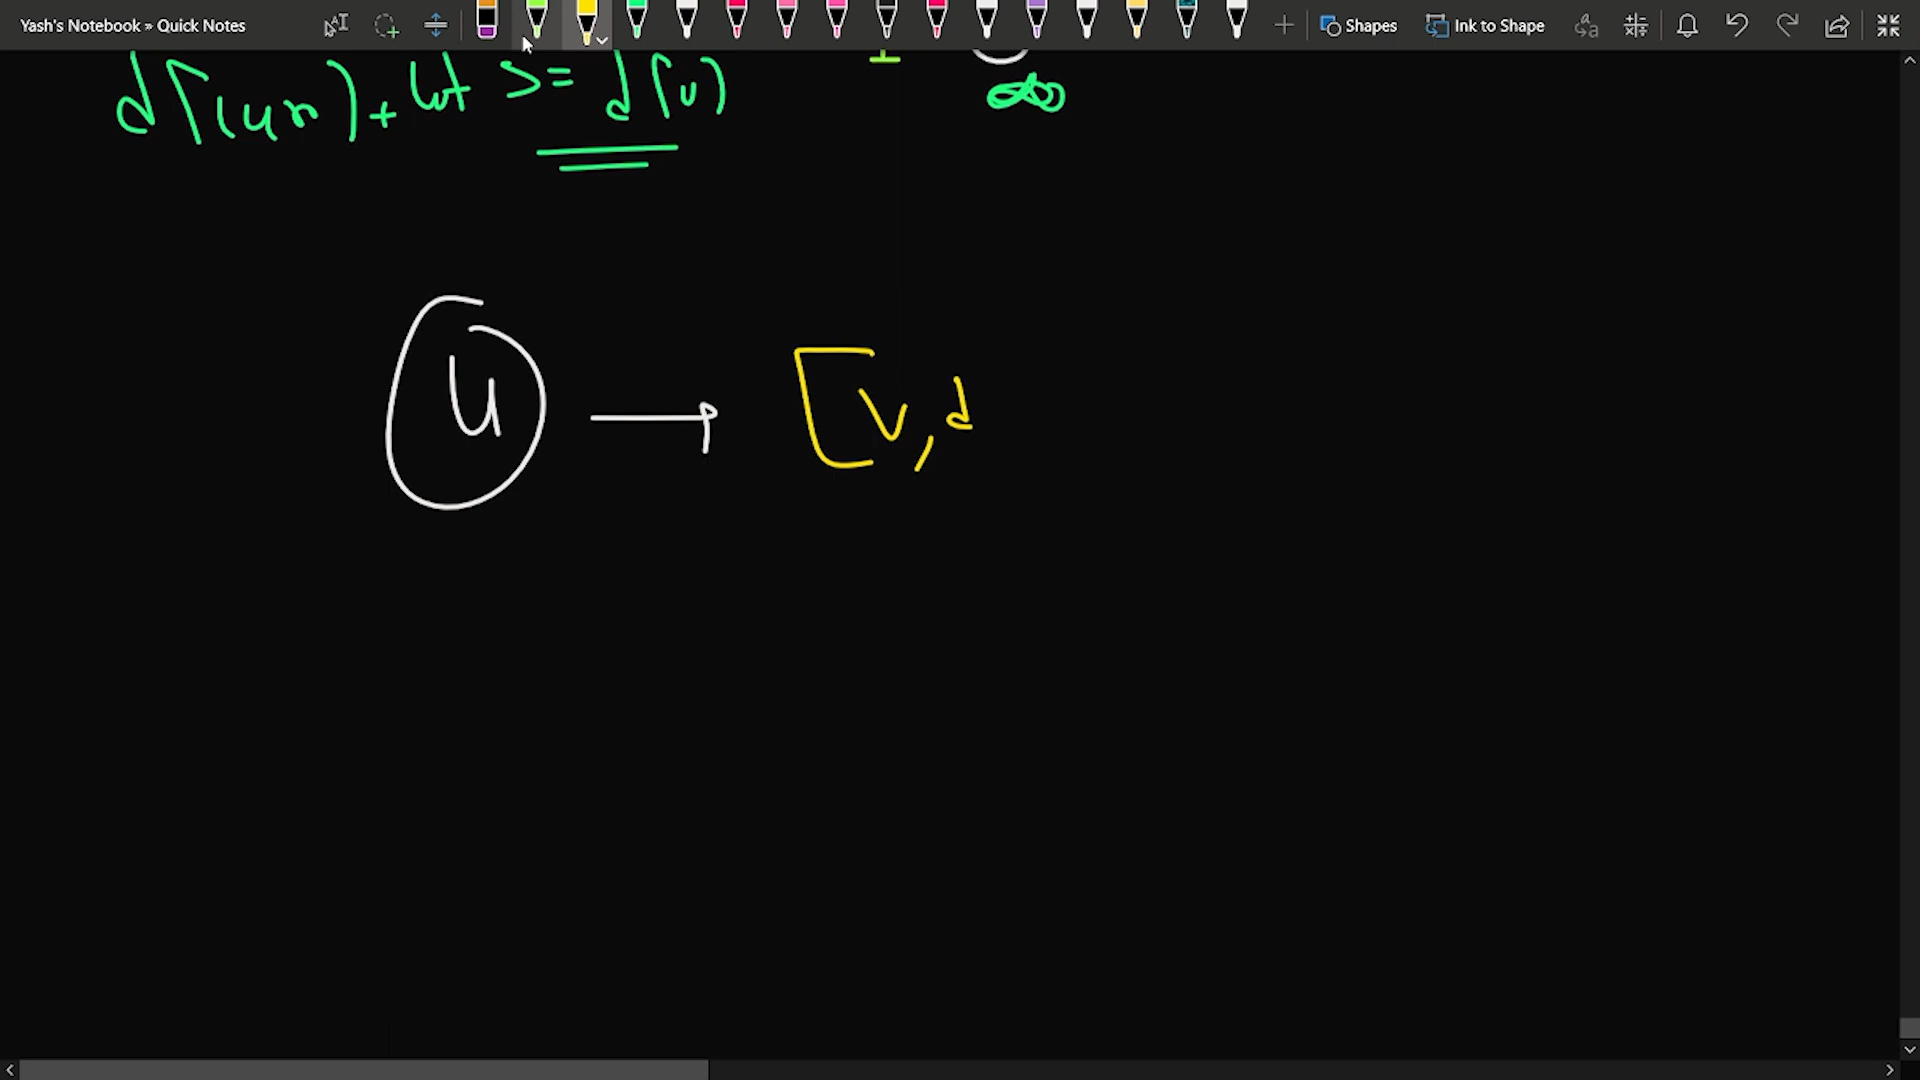 Yash's Notebook » Quick Notes
Shapes
Ink to Shape
+ wt >= d(v)
u
[v, d